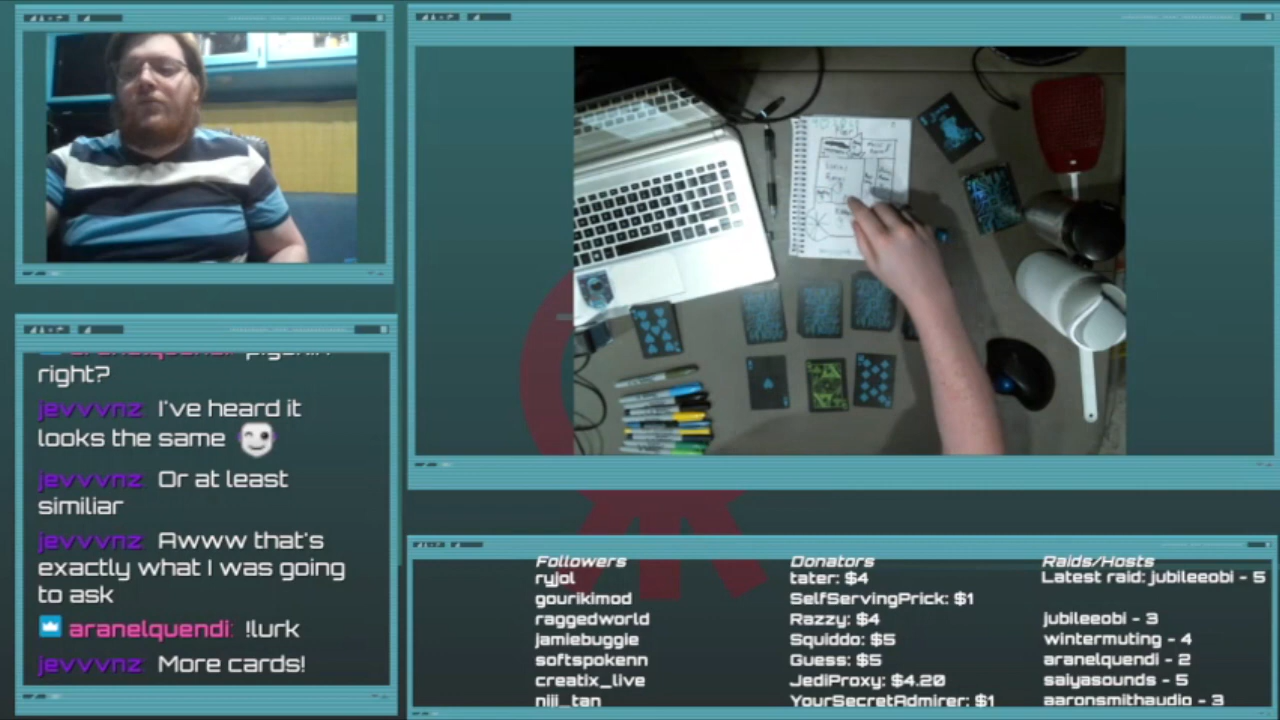 right?
jevvvnz: I've heard it
looks the same
jevvvnz: Or at least
similiar
jevvvnz: Awww that's
exactly what I was going
to ask
aranelquendi: !lurk
jevvvnz: More cards!
Followers
ryjol
gourikimod
raggedworld
jamiebuggie
softspokenn
creatix_live
niji_tan
Donators
tater: $4
SelfServingPrick: $1
Razzy: $4
Squiddo: $5
Guess: $5
JediProxy: $4.20
YourSecretAdmirer: $1
Raids/Hosts
Latest raid: jubileeobi - 5
jubileeobi - 3
wintermuting - 4
aranelquendi - 2
saiyasounds - 5
aaronsmithaudio - 3